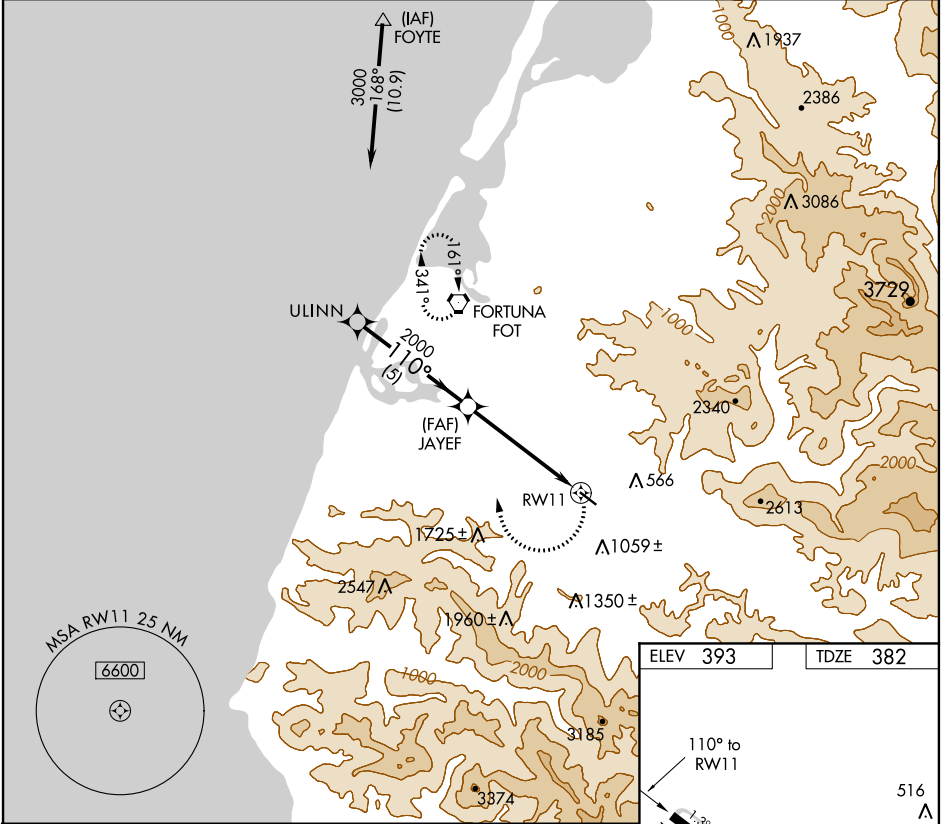 (IAF)
FOYTE
3000
168°
(10.9)
1000
1937
2386
2000
3086
3729
161°
341°
FORTUNA
FOT
ULINN
2000
110°
(5)
1000
(FAF)
JAYEF
2340
2000
566
RW11
2613
1725±
1059±
2547
1350±
1960±
MSA RW11 25 NM
6600
1000
2000
3185
3374
ELEV 393
TDZE 382
110° to
RW11
516